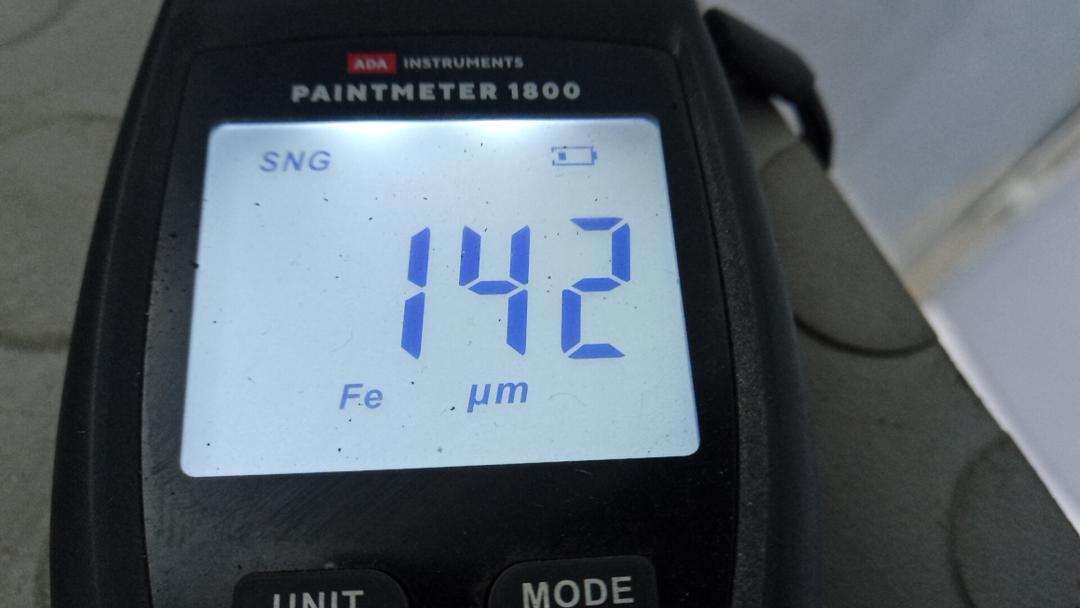 ADA INSTRUMENTS
PAINTMETER 1800
SNG
142
Fe µm
UNIT MODE